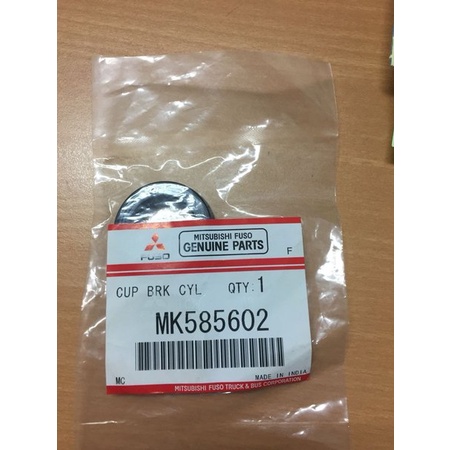 MITSUBISHI FUSO
GENUINE PARTS
F
FUSO
CUP BRK CYL QTY:1
MK585602
MC
MADE IN INDIA
MITSUBISHI FUSO TRUCK & BUS CORPORATION